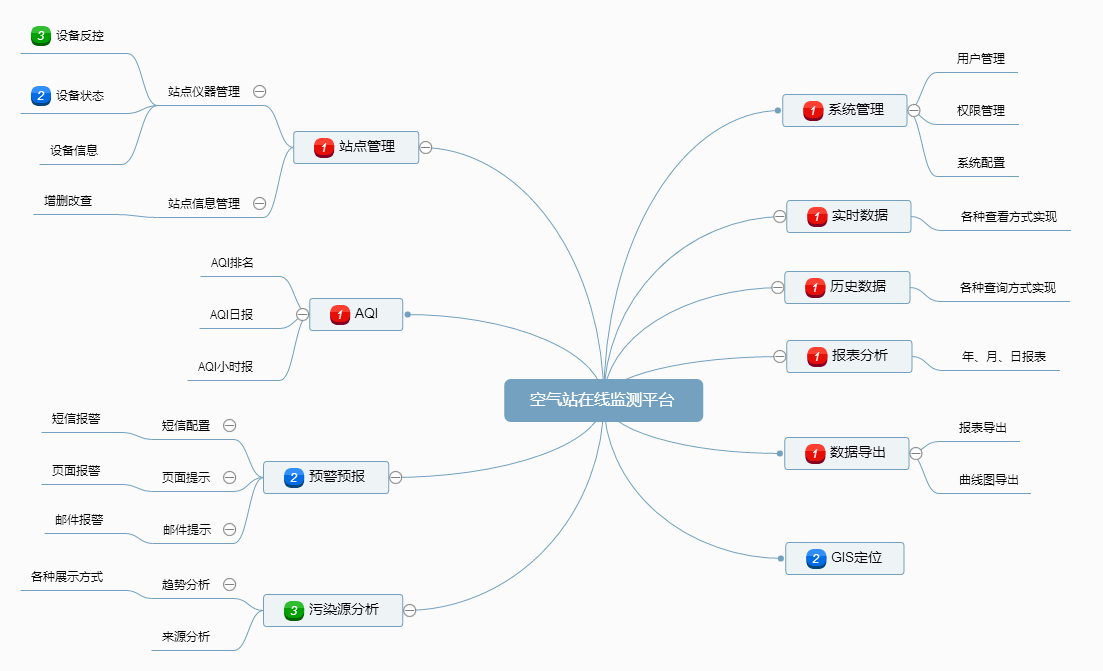 空气站在线监测平台
1 系统管理
用户管理
权限管理
系统配置
1 实时数据
各种查看方式实现
1 历史数据
各种查询方式实现
1 报表分析
年、月、日报表
1 数据导出
报表导出
曲线图导出
2 GIS定位
1 站点管理
站点仪器管理
3 设备反控
2 设备状态
设备信息
站点信息管理
增删改查
1 AQI
AQI排名
AQI日报
AQI小时报
2 预警预报
短信配置
短信报警
页面提示
页面报警
邮件提示
邮件报警
3 污染源分析
趋势分析
各种展示方式
来源分析